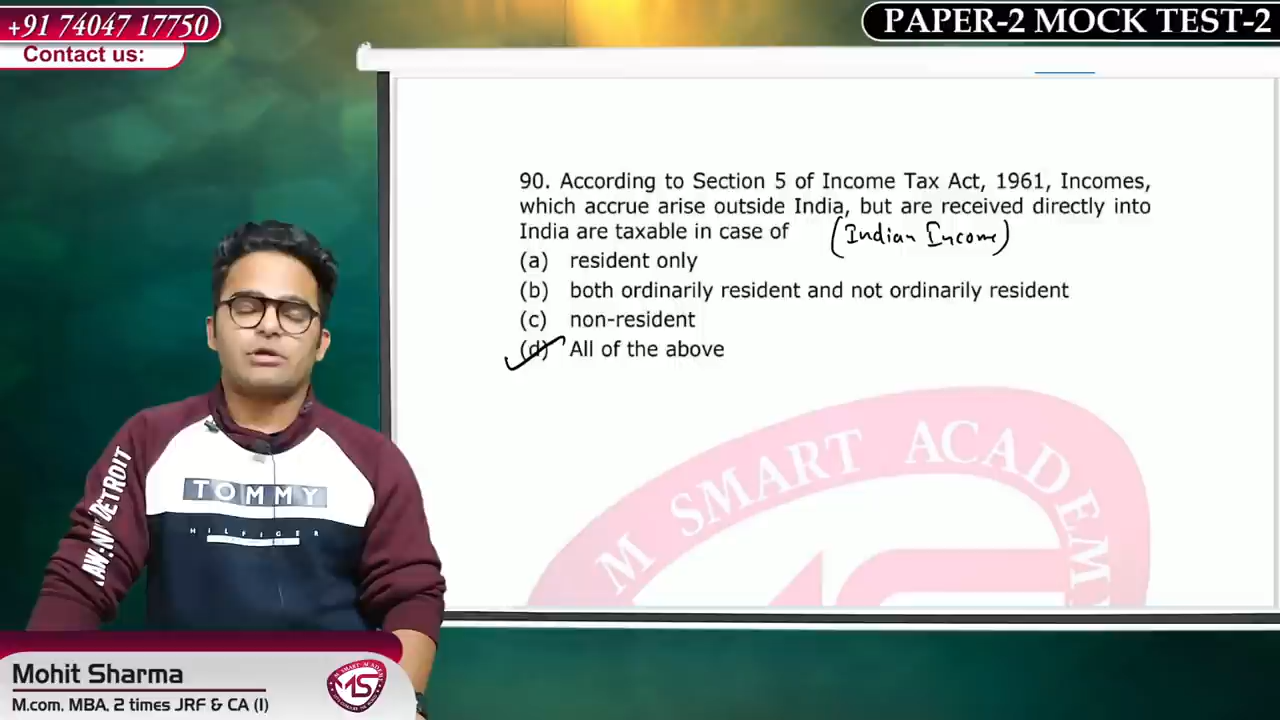 +91 74047 17750
Contact us:
PAPER-2 MOCK TEST-2
90. According to Section 5 of Income Tax Act, 1961, Incomes,
which accrue arise outside India, but are received directly into
India are taxable in case of (Indian Income)
(a) resident only
(b) both ordinarily resident and not ordinarily resident
(c) non-resident
(d) All of the above
M SMART ACADEM
TOMMY
HILFIGER
DETROIT
Mohit Sharma
M.com, MBA, 2 times JRF & CA (I)
MS